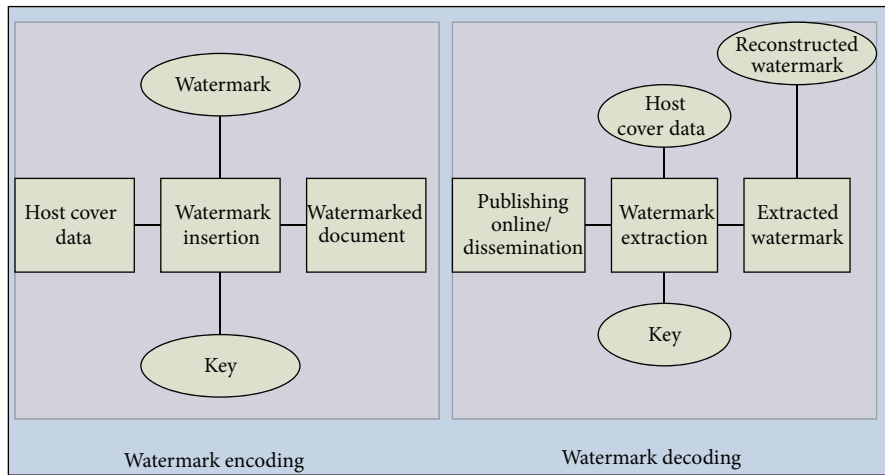 Watermark
Host cover
data
Watermark
insertion
Watermarked
document
Key
Watermark encoding
Reconstructed
watermark
Host
cover data
Publishing
online/
dissemination
Watermark
extraction
Extracted
watermark
Key
Watermark decoding